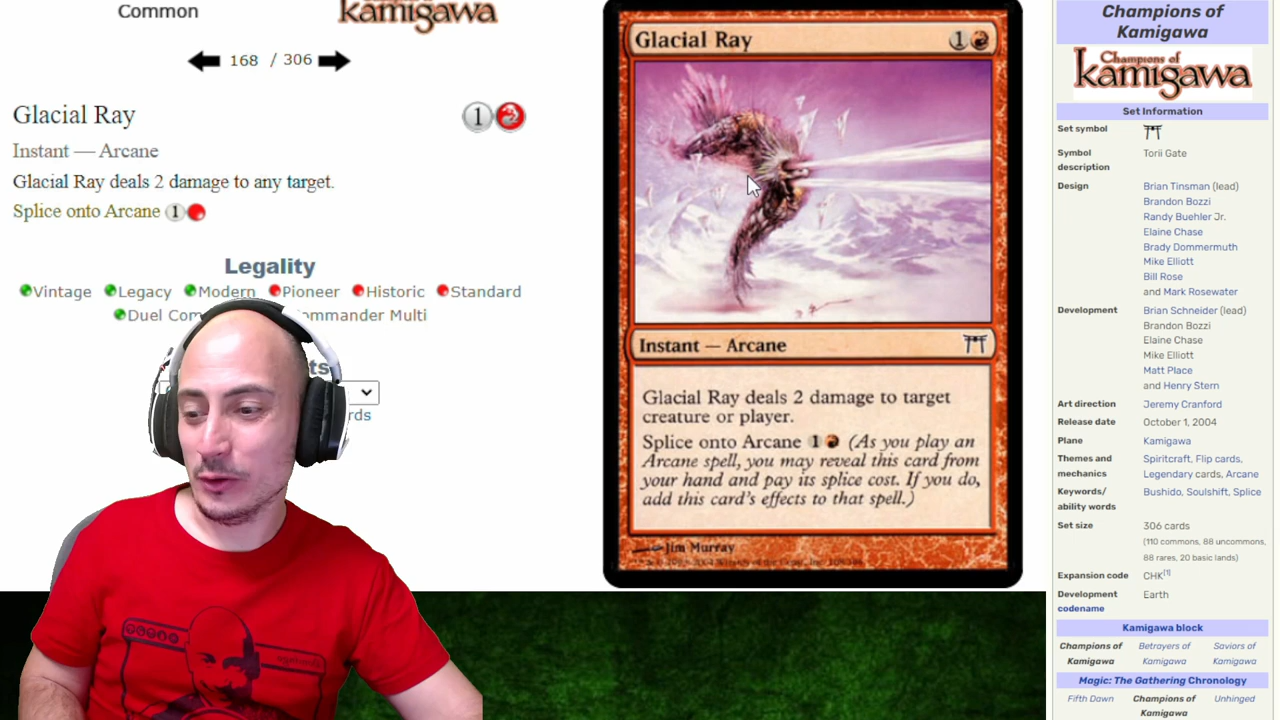 Common
kamigawa
168 / 306
Glacial Ray
1
Instant — Arcane
Glacial Ray deals 2 damage to any target.
Splice onto Arcane 1
Legality
Vintage Legacy Modern Pioneer Historic Standard
Duel Com ommander Multi
ts
rds
Glacial Ray 1
Instant — Arcane
Glacial Ray deals 2 damage to target
creature or player.
Splice onto Arcane 1 (As you play an
Arcane spell, you may reveal this card from
your hand and pay its splice cost. If you do,
add this card's effects to that spell.)
Jim Murray
Champions of
Kamigawa
Champions of
kamigawa
Set Information
Set symbol
Symbol description Torii Gate
Design Brian Tinsman (lead)
Brandon Bozzi
Randy Buehler Jr.
Elaine Chase
Brady Dommermuth
Mike Elliott
Bill Rose
and Mark Rosewater
Development Brian Schneider (lead)
Brandon Bozzi
Elaine Chase
Mike Elliott
Matt Place
and Henry Stern
Art direction Jeremy Cranford
Release date October 1, 2004
Plane Kamigawa
Themes and mechanics Spiritcraft, Flip cards,
Legendary cards, Arcane
Keywords/ability words Bushido, Soulshift, Splice
Set size 306 cards
(110 commons, 88 uncommons,
88 rares, 20 basic lands)
Expansion code CHK[1]
Development codename Earth
Kamigawa block
Champions of Kamigawa Betrayers of Kamigawa Saviors of Kamigawa
Magic: The Gathering Chronology
Fifth Dawn Champions of Kamigawa Unhinged